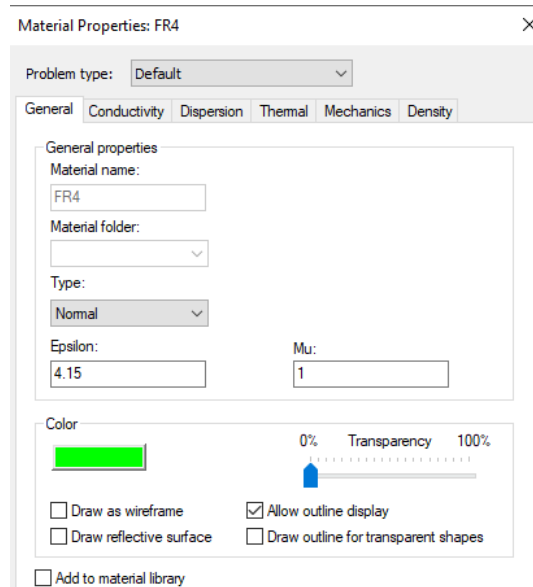 Material Properties: FR4
Problem type: Default
General Conductivity Dispersion Thermal Mechanics Density
General properties
Material name:
FR4
Material folder:
Type:
Normal
Epsilon: Mu:
4.15 1
Color
0% Transparency 100%
Draw as wireframe Allow outline display
Draw reflective surface Draw outline for transparent shapes
Add to material library